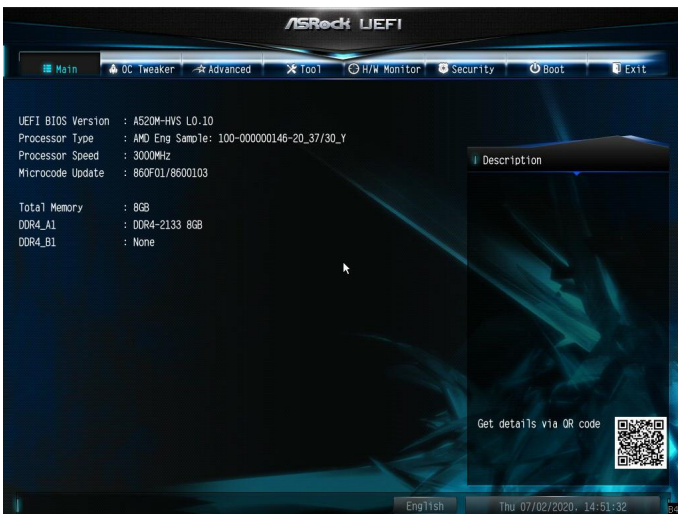 ASRock UEFI
Main OC Tweaker Advanced Tool H/W Monitor Security Boot Exit
UEFI BIOS Version : A520M-HVS L0.10
Processor Type : AMD Eng Sample: 100-000000146-20_37/30_Y
Processor Speed : 3000MHz
Microcode Update : 860F01/8600103
Total Memory : 8GB
DDR4_A1 : DDR4-2133 8GB
DDR4_B1 : None
Description
Get details via QR code
English Thu 07/02/2020, 14:51:32